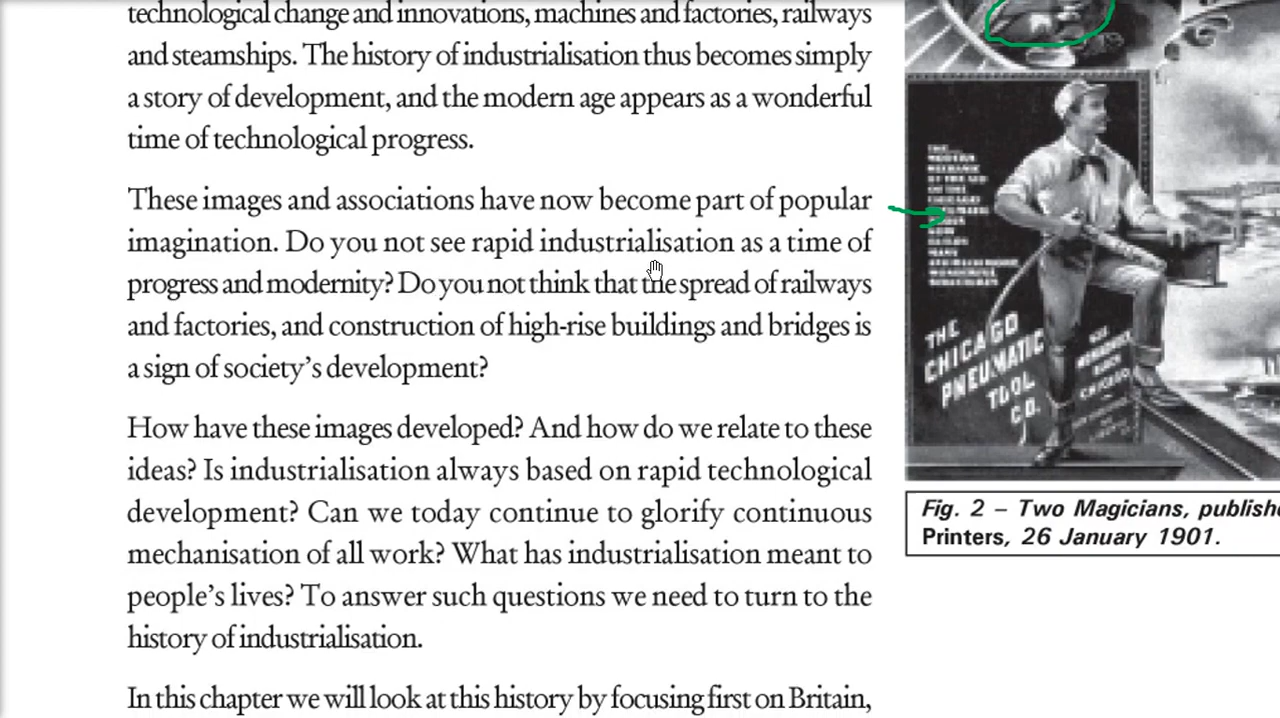 technological change and innovations, machines and factories, railways
and steamships. The history of industrialisation thus becomes simply
a story of development, and the modern age appears as a wonderful
time of technological progress.
These images and associations have now become part of popular
imagination. Do you not see rapid industrialisation as a time of
progress and modernity? Do you not think that the spread of railways
and factories, and construction of high-rise buildings and bridges is
a sign of society's development?
How have these images developed? And how do we relate to these
ideas? Is industrialisation always based on rapid technological
development? Can we today continue to glorify continuous
mechanisation of all work? What has industrialisation meant to
people's lives? To answer such questions we need to turn to the
history of industrialisation.
In this chapter we will look at this history by focusing first on Britain,
THE
CHICAGO
PNEUMATIC
TOOL
CO.
CHICAGO
Fig. 2 – Two Magicians, publishe
Printers, 26 January 1901.